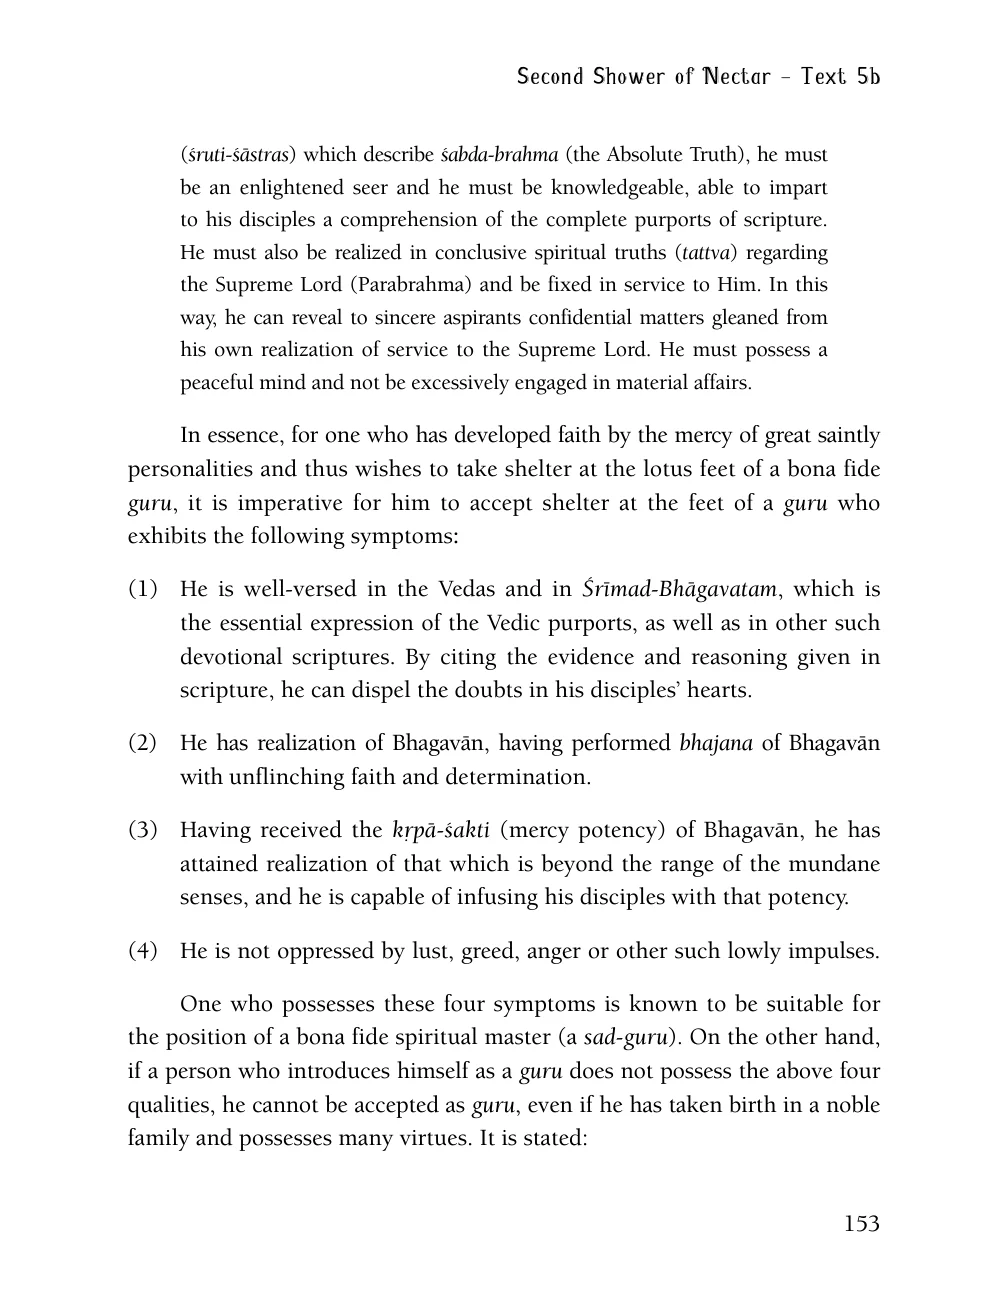 Second Shower of Nectar – Text 5b
(śruti-śāstras) which describe śabda-brahma (the Absolute Truth), he must
be an enlightened seer and he must be knowledgeable, able to impart
to his disciples a comprehension of the complete purports of scripture.
He must also be realized in conclusive spiritual truths (tattva) regarding
the Supreme Lord (Parabrahma) and be fixed in service to Him. In this
way, he can reveal to sincere aspirants confidential matters gleaned from
his own realization of service to the Supreme Lord. He must possess a
peaceful mind and not be excessively engaged in material affairs.
In essence, for one who has developed faith by the mercy of great saintly
personalities and thus wishes to take shelter at the lotus feet of a bona fide
guru, it is imperative for him to accept shelter at the feet of a guru who
exhibits the following symptoms:
(1) He is well-versed in the Vedas and in Śrīmad-Bhāgavatam, which is
the essential expression of the Vedic purports, as well as in other such
devotional scriptures. By citing the evidence and reasoning given in
scripture, he can dispel the doubts in his disciples’ hearts.
(2) He has realization of Bhagavān, having performed bhajana of Bhagavān
with unflinching faith and determination.
(3) Having received the kṛpā-śakti (mercy potency) of Bhagavān, he has
attained realization of that which is beyond the range of the mundane
senses, and he is capable of infusing his disciples with that potency.
(4) He is not oppressed by lust, greed, anger or other such lowly impulses.
One who possesses these four symptoms is known to be suitable for
the position of a bona fide spiritual master (a sad-guru). On the other hand,
if a person who introduces himself as a guru does not possess the above four
qualities, he cannot be accepted as guru, even if he has taken birth in a noble
family and possesses many virtues. It is stated:
153